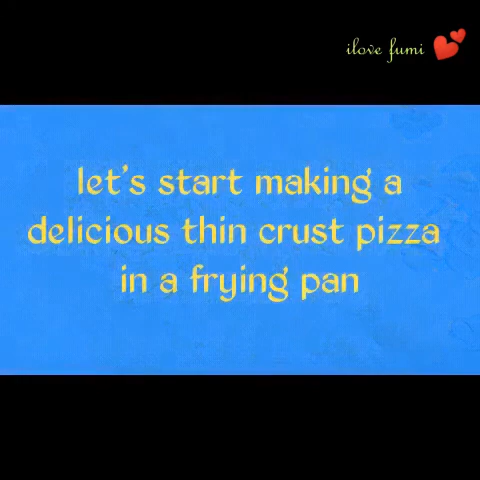 ilove fumi 💕
let's start making a
delicious thin crust pizza
in a frying pan